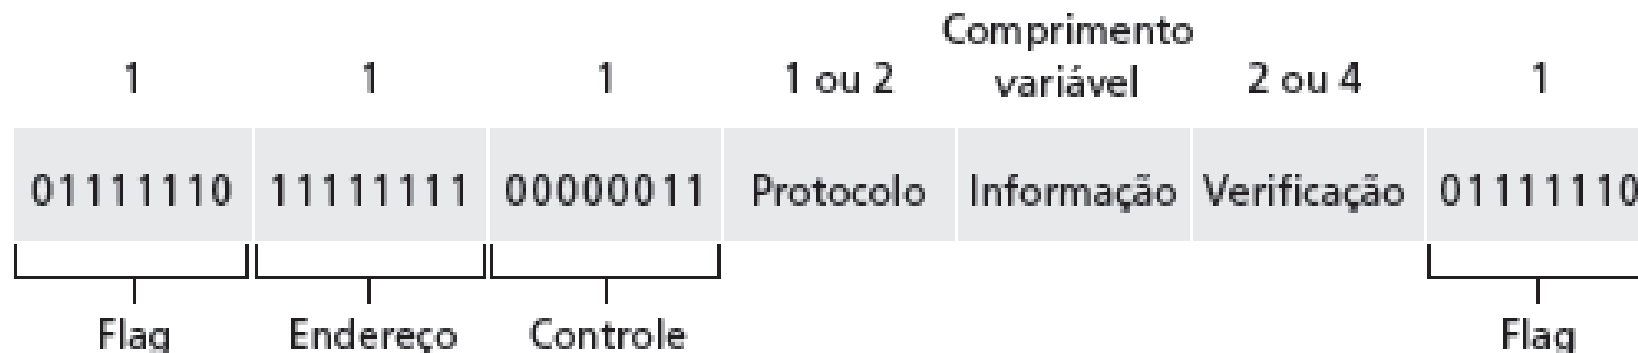 Comprimento
1 1 1 1 ou 2 variável 2 ou 4 1
01111110 11111111 00000011 Protocolo Informação Verificação 01111110
Flag Endereço Controle Flag